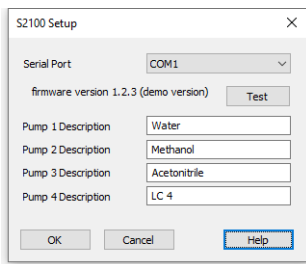 S2100 Setup
Serial Port COM1
firmware version 1.2.3 (demo version) Test
Pump 1 Description Water
Pump 2 Description Methanol
Pump 3 Description Acetonitrile
Pump 4 Description LC 4
OK Cancel Help